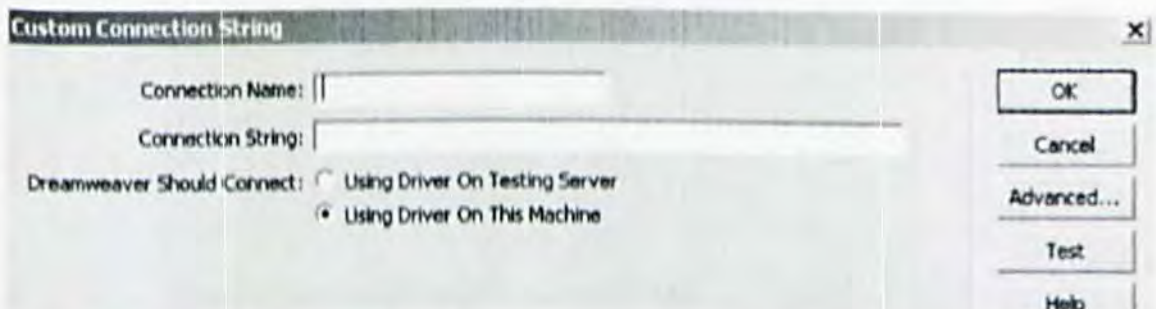 Custom Connection String
Connection Name:
OK
Connection String:
Cancel
Dreamweaver Should Connect: Using Driver On Testing Server
Advanced...
Using Driver On This Machine
Test
Help